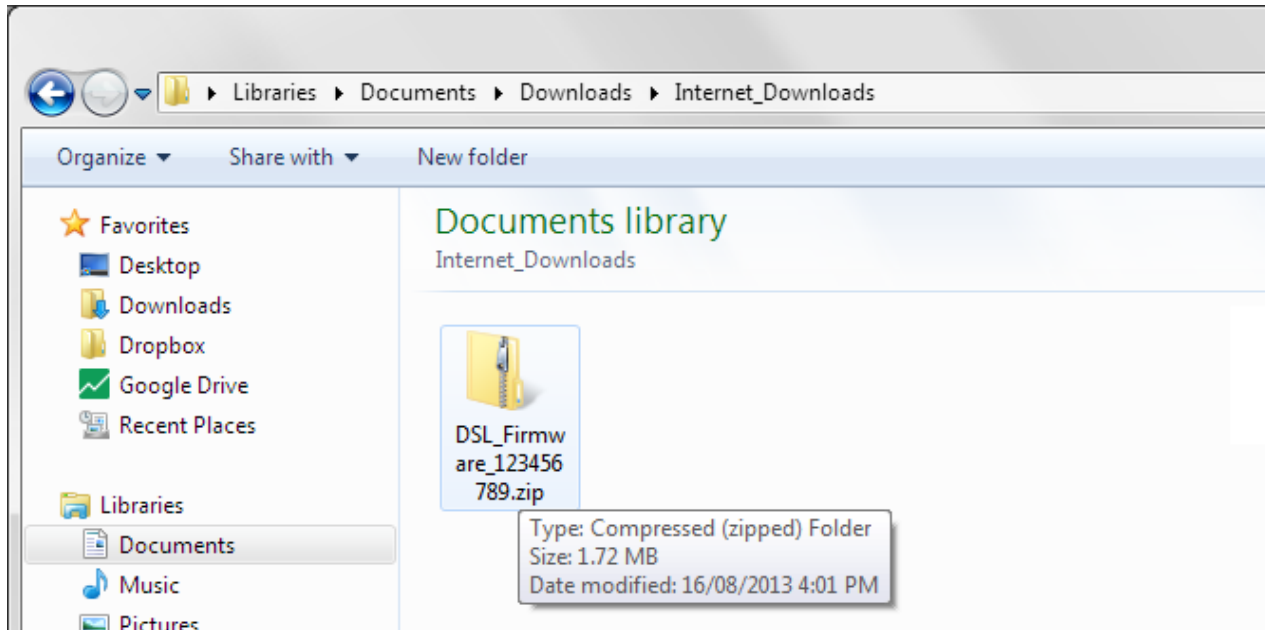 Libraries Documents Downloads Internet_Downloads
Organize Share with New folder
Favorites
Desktop
Downloads
Dropbox
Google Drive
Recent Places
Libraries
Documents
Music
Pictures
Documents library
Internet_Downloads
DSL_Firmw
are_123456
789.zip
Type: Compressed (zipped) Folder
Size: 1.72 MB
Date modified: 16/08/2013 4:01 PM